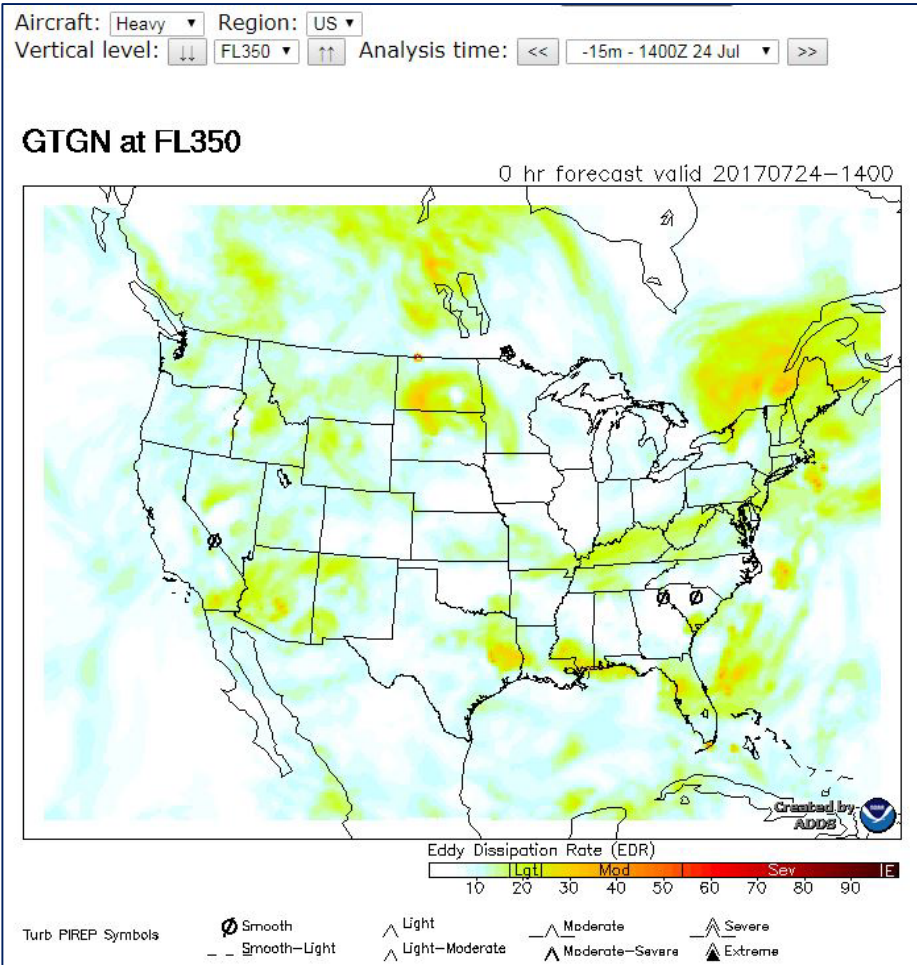 Aircraft: Heavy ▼ Region: US ▼
Vertical level: ↓↓ FL350 ▼ ↑↑ Analysis time: << -15m - 1400Z 24 Jul ▼ >>
GTGN at FL350
0 hr forecast valid 20170724-1400
Created by
ADDS
Eddy Dissipation Rate (EDR)
Lgt Mod Sev E
10 20 30 40 50 60 70 80 90
Turb PIREP Symbols
Smooth Light Moderate Severe
Smooth-Light Light-Moderate Moderate-Severe Extreme